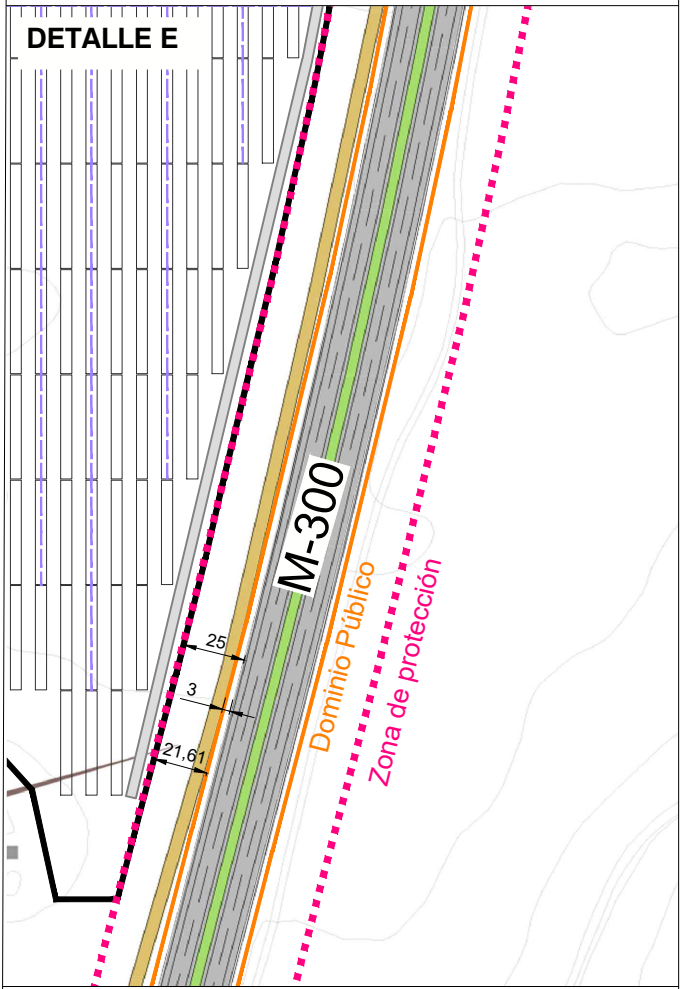 DETALLE E
M-300
25
3
21,61
Dominio Público
Zona de protección